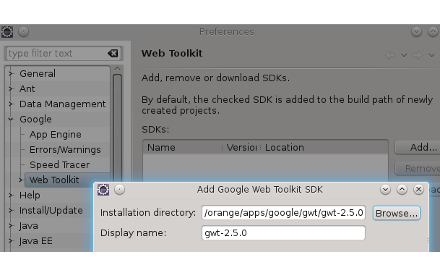 Preferences
type filter text
Web Toolkit
General
Add, remove or download SDKs.
Ant
Data Management
By default, the checked SDK is added to the build path of newly
created projects.
Google
App Engine
SDKs:
Errors/Warnings
Name Version Location Add...
Speed Tracer
Remove
Web Toolkit
Help
Install/Update
Java
Java EE
Add Google Web Toolkit SDK
Installation directory: /orange/apps/google/gwt/gwt-2.5.0 Browse...
Display name: gwt-2.5.0